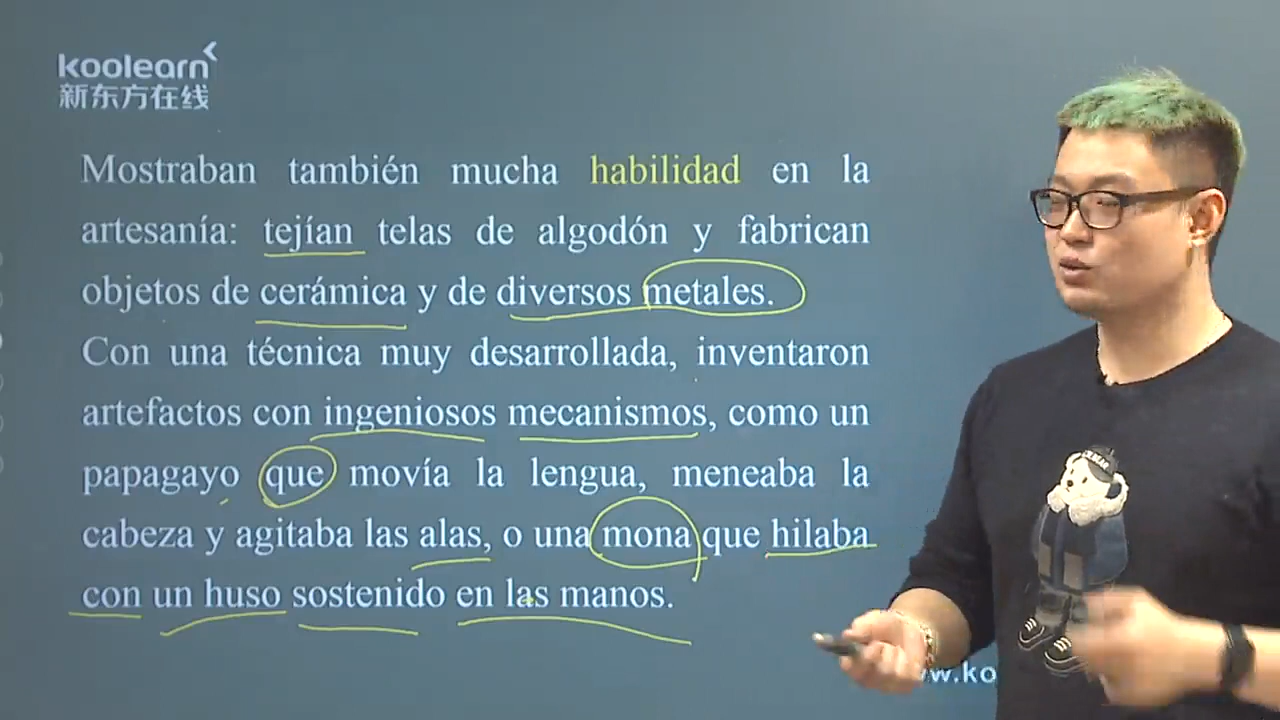 koolearn
新东方在线
Mostraban también mucha habilidad en la
artesanía: tejían telas de algodón y fabrican
objetos de cerámica y de diversos metales.
Con una técnica muy desarrollada, inventaron
artefactos con ingeniosos mecanismos, como un
papagayo que movía la lengua, meneaba la
cabeza y agitaba las alas, o una mona que hilaba
con un huso sostenido en las manos.